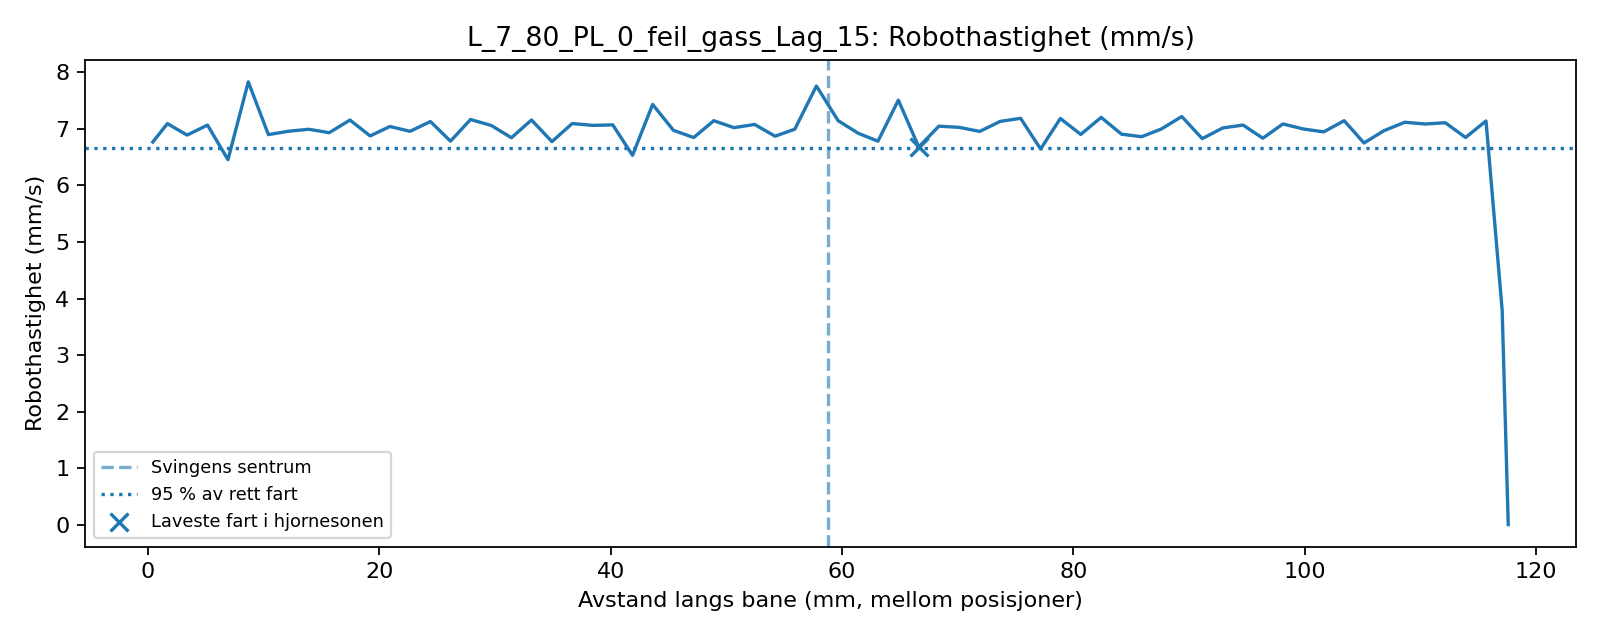 L_7_80_PL_0_feil_gass_Lag_15: Robothastighet (mm/s)
8
7
6
5
4
3
2
1
0
Robothastighet (mm/s)
Svingens sentrum
95 % av rett fart
Laveste fart i hjornesonen
0 20 40 60 80 100 120
Avstand langs bane (mm, mellom posisjoner)